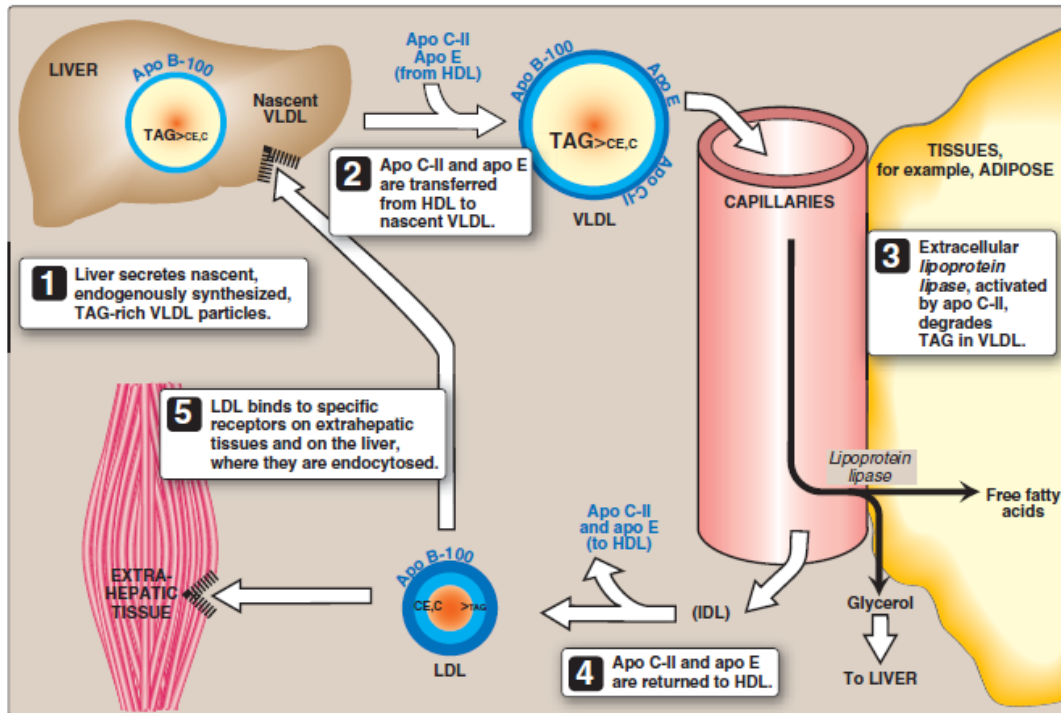 LIVER
Apo B-100
Nascent
VLDL
TAG>CE,C
Apo C-II
Apo E
(from HDL)
Apo B-100
Apo E
Apo C-II
TAG>CE,C
VLDL
2 Apo C-II and apo E
are transferred
from HDL to
nascent VLDL.
CAPILLARIES
TISSUES,
for example, ADIPOSE
1 Liver secretes nascent,
endogenously synthesized,
TAG-rich VLDL particles.
3 Extracellular
lipoprotein
lipase, activated
by apo C-II,
degrades
TAG in VLDL.
5 LDL binds to specific
receptors on extrahepatic
tissues and on the liver,
where they are endocytosed.
Lipoprotein
lipase
Free fatty
acids
Apo C-II
and apo E
(to HDL)
Apo B-100
CE,C >TAG
LDL
EXTRA-
HEPATIC
TISSUE
(IDL)
Glycerol
To LIVER
4 Apo C-II and apo E
are returned to HDL.